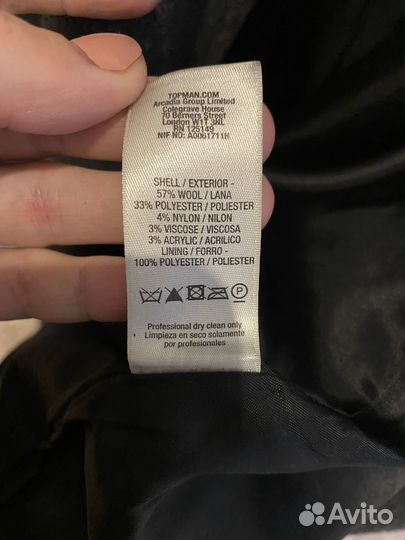 TOPMAN.COM
Arcadia Group Limited
Colegrave House
70 Berners Street
London W1T 3NL
RN 125149
NIF NO: A0061711H
SHELL / EXTERIOR -
57% WOOL / LANA
33% POLYESTER / POLIESTER
4% NYLON / NILON
3% VISCOSE / VISCOSA
3% ACRYLIC / ACRILICO
LINING / FORRO -
100% POLYESTER / POLIESTER
P
Professional dry clean only
Limpieza en seco solamente
por profesionales
Avito